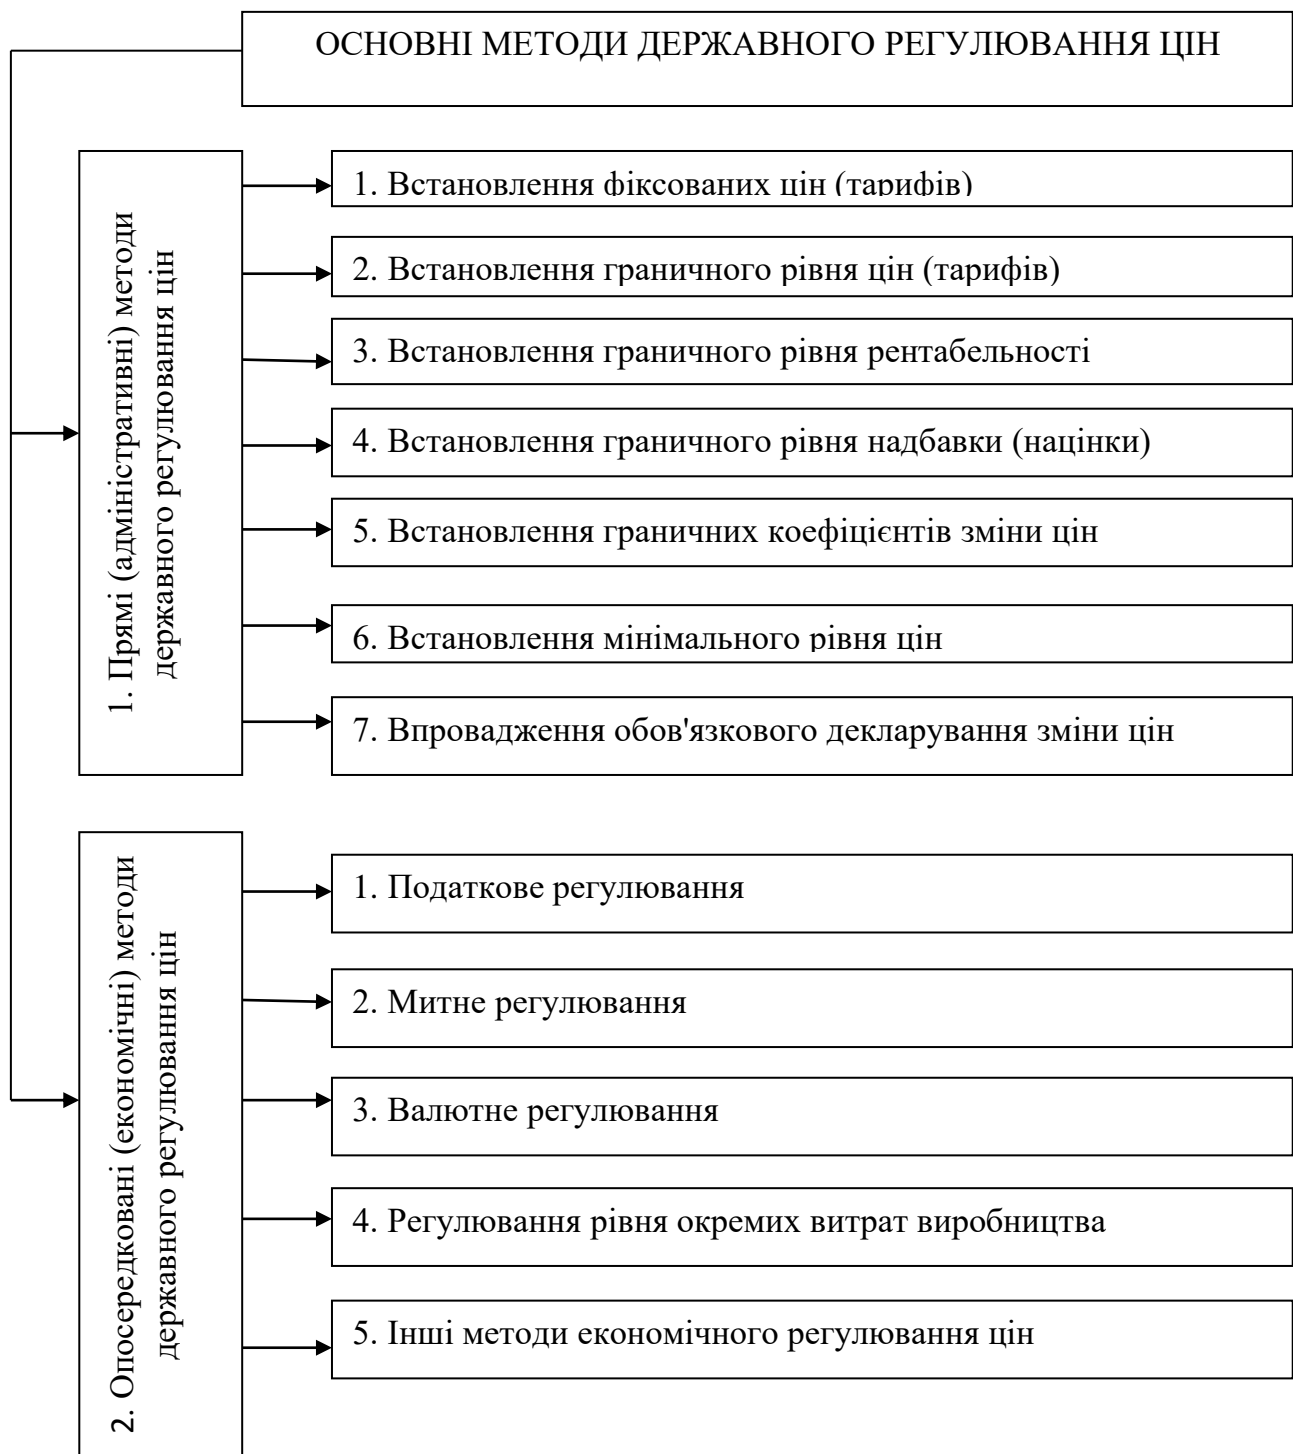 ОСНОВНІ МЕТОДИ ДЕРЖАВНОГО РЕГУЛЮВАННЯ ЦІН
1. Прямі (адміністративні) методи
державного регулювання цін
1. Встановлення фіксованих цін (тарифів)
2. Встановлення граничного рівня цін (тарифів)
3. Встановлення граничного рівня рентабельності
4. Встановлення граничного рівня надбавки (націнки)
5. Встановлення граничних коефіцієнтів зміни цін
6. Встановлення мінімального рівня цін
7. Впровадження обов'язкового декларування зміни цін
2. Опосередковані (економічні) методи
державного регулювання цін
1. Податкове регулювання
2. Митне регулювання
3. Валютне регулювання
4. Регулювання рівня окремих витрат виробництва
5. Інші методи економічного регулювання цін